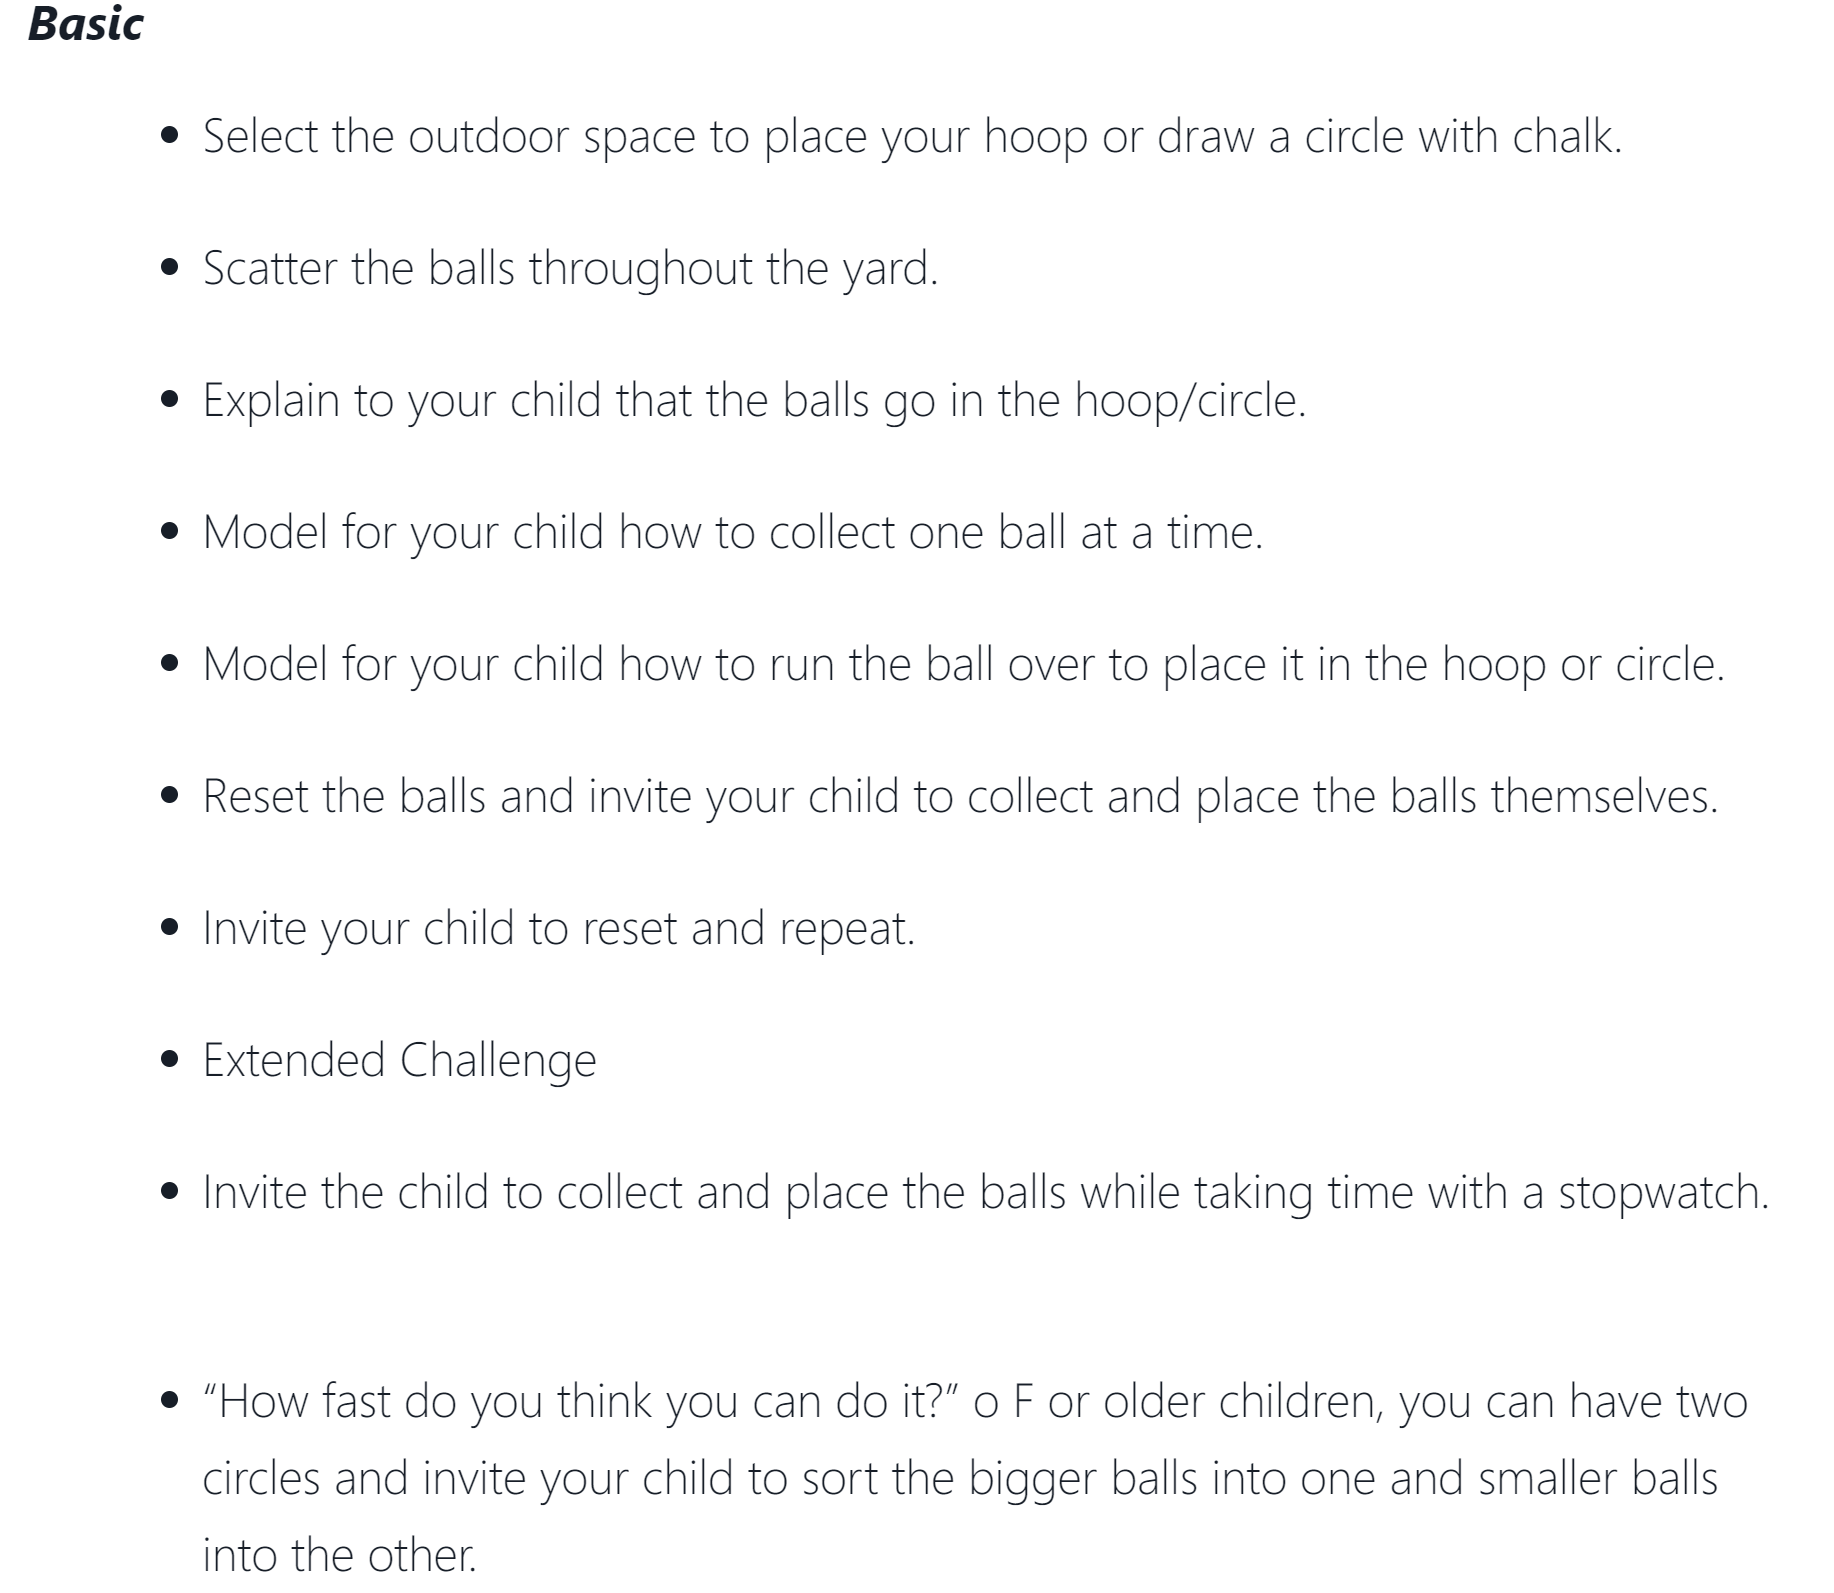 Basic
• Select the outdoor space to place your hoop or draw a circle with chalk.
• Scatter the balls throughout the yard.
• Explain to your child that the balls go in the hoop/circle.
• Model for your child how to collect one ball at a time.
• Model for your child how to run the ball over to place it in the hoop or circle.
• Reset the balls and invite your child to collect and place the balls themselves.
• Invite your child to reset and repeat.
• Extended Challenge
• Invite the child to collect and place the balls while taking time with a stopwatch.
• “How fast do you think you can do it?” o F or older children, you can have two
circles and invite your child to sort the bigger balls into one and smaller balls
into the other.